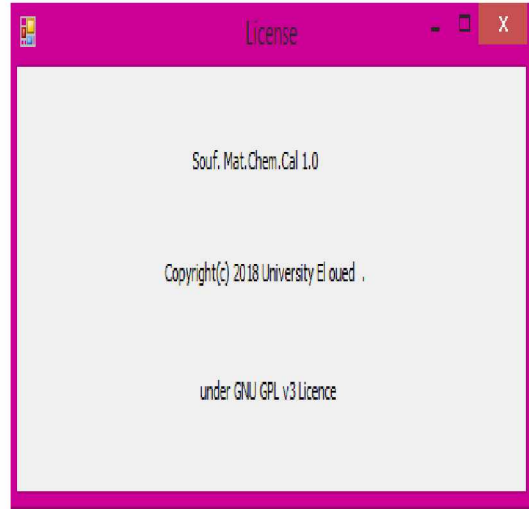 License
Souf. Mat.Chem.Cal 1.0
Copyright(c) 2018 University El oued .
under GNU GPL v3 Licence